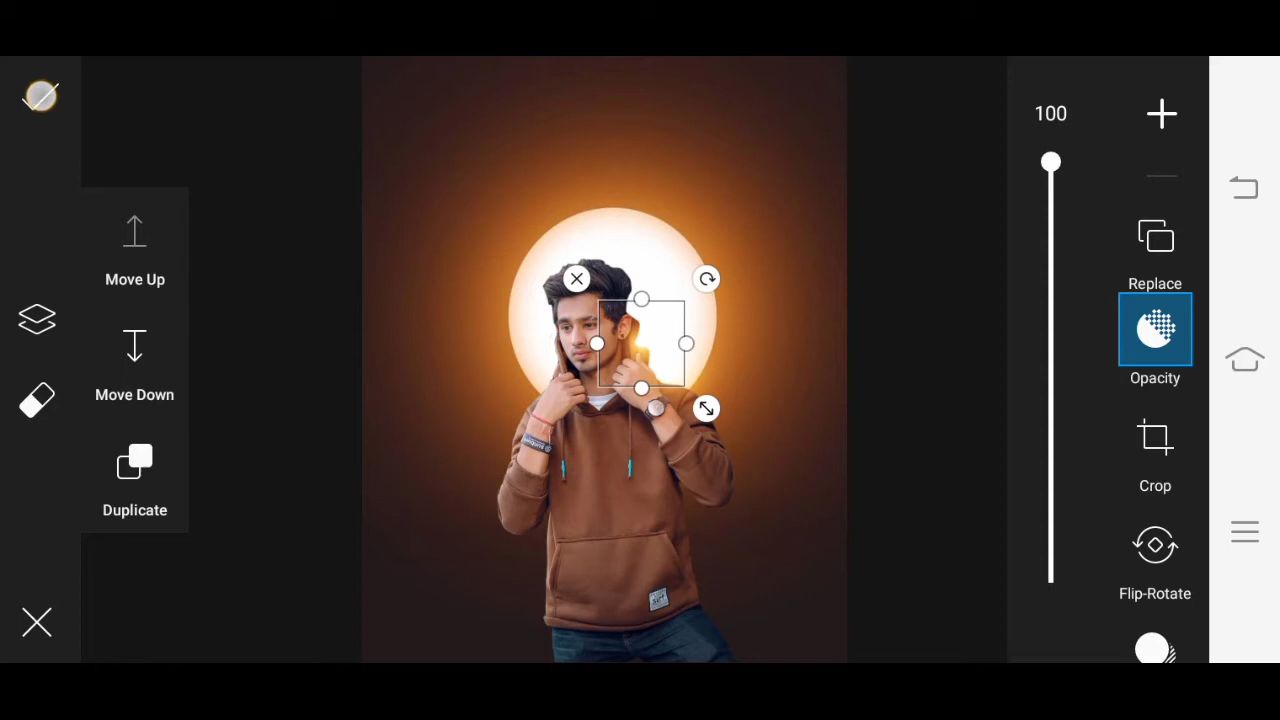 100
Move Up
Move Down
Duplicate
Replace
Opacity
Crop
Flip-Rotate